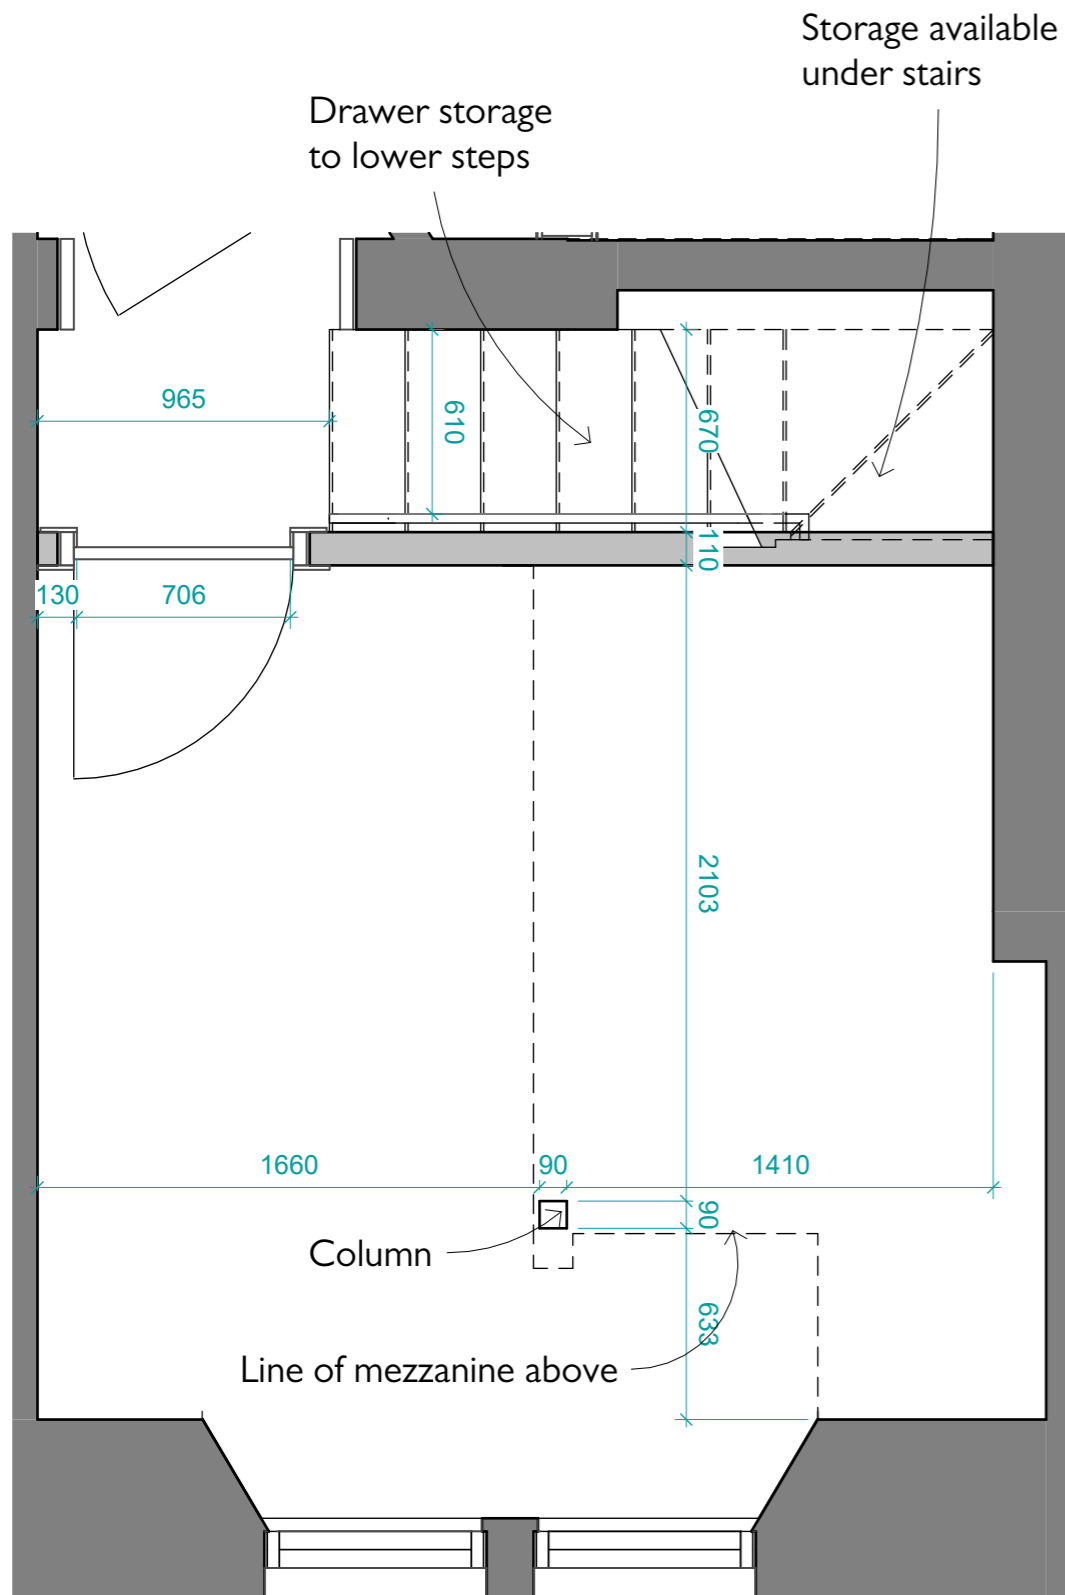 Storage available
under stairs
Drawer storage
to lower steps
965
610
670
110
130
706
2103
1660
90
1410
90
Column
633
Line of mezzanine above